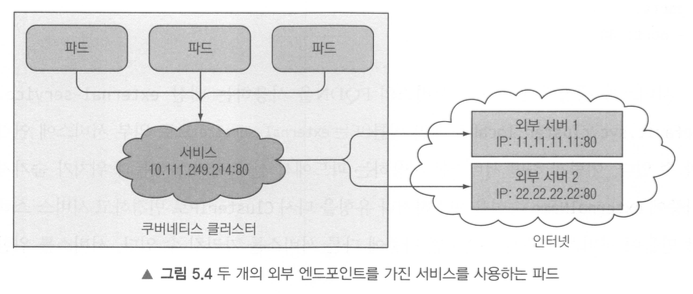 파드
파드
파드
서비스
10.111.249.214:80
쿠버네티스 클러스터
외부 서버 1
IP: 11.11.11.11:80
외부 서버 2
IP: 22.22.22.22:80
인터넷
▲ 그림 5.4 두 개의 외부 엔드포인트를 가진 서비스를 사용하는 파드